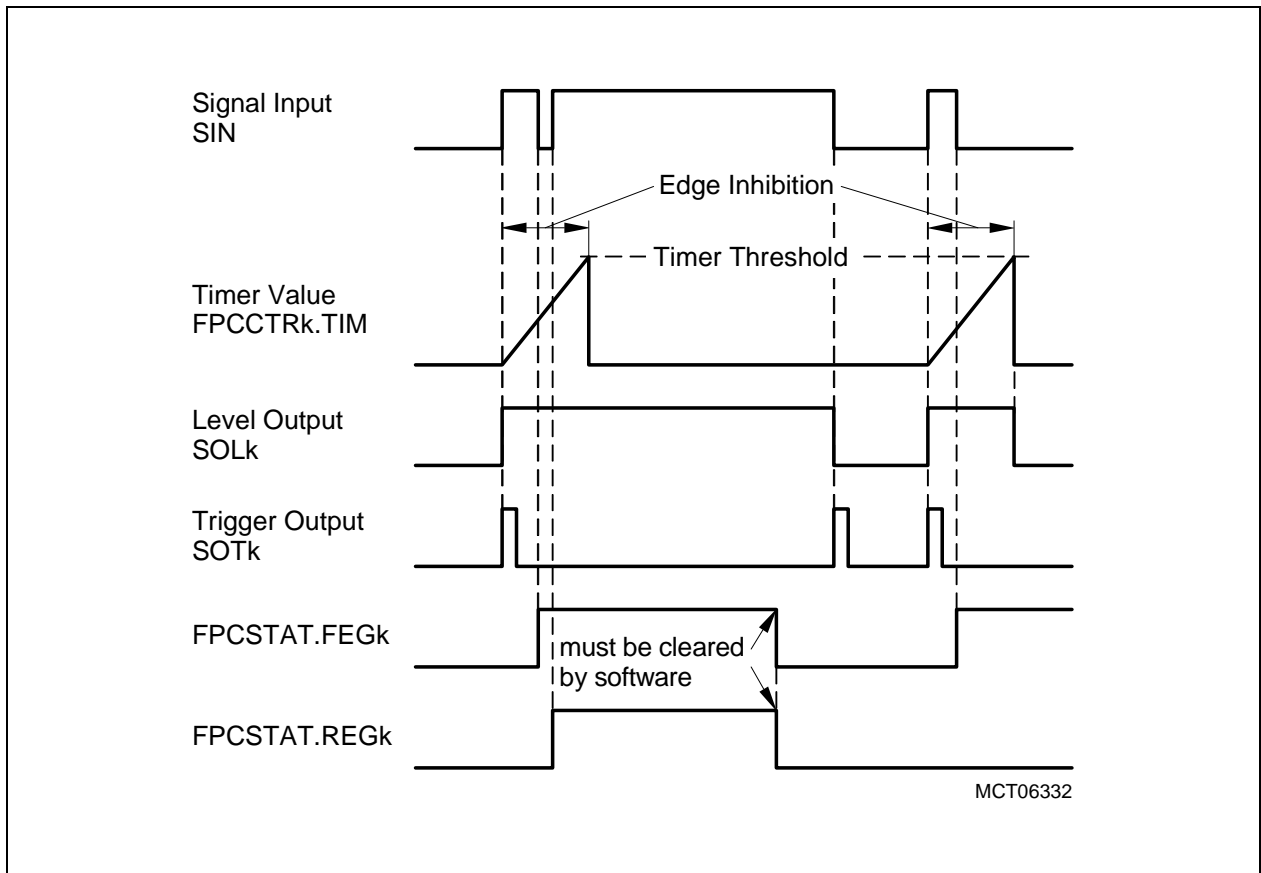 Signal Input
SIN
Edge Inhibition
Timer Threshold
Timer Value
FPCCTRk.TIM
Level Output
SOLk
Trigger Output
SOTk
FPCSTAT.FEGk
must be cleared
by software
FPCSTAT.REGk
MCT06332